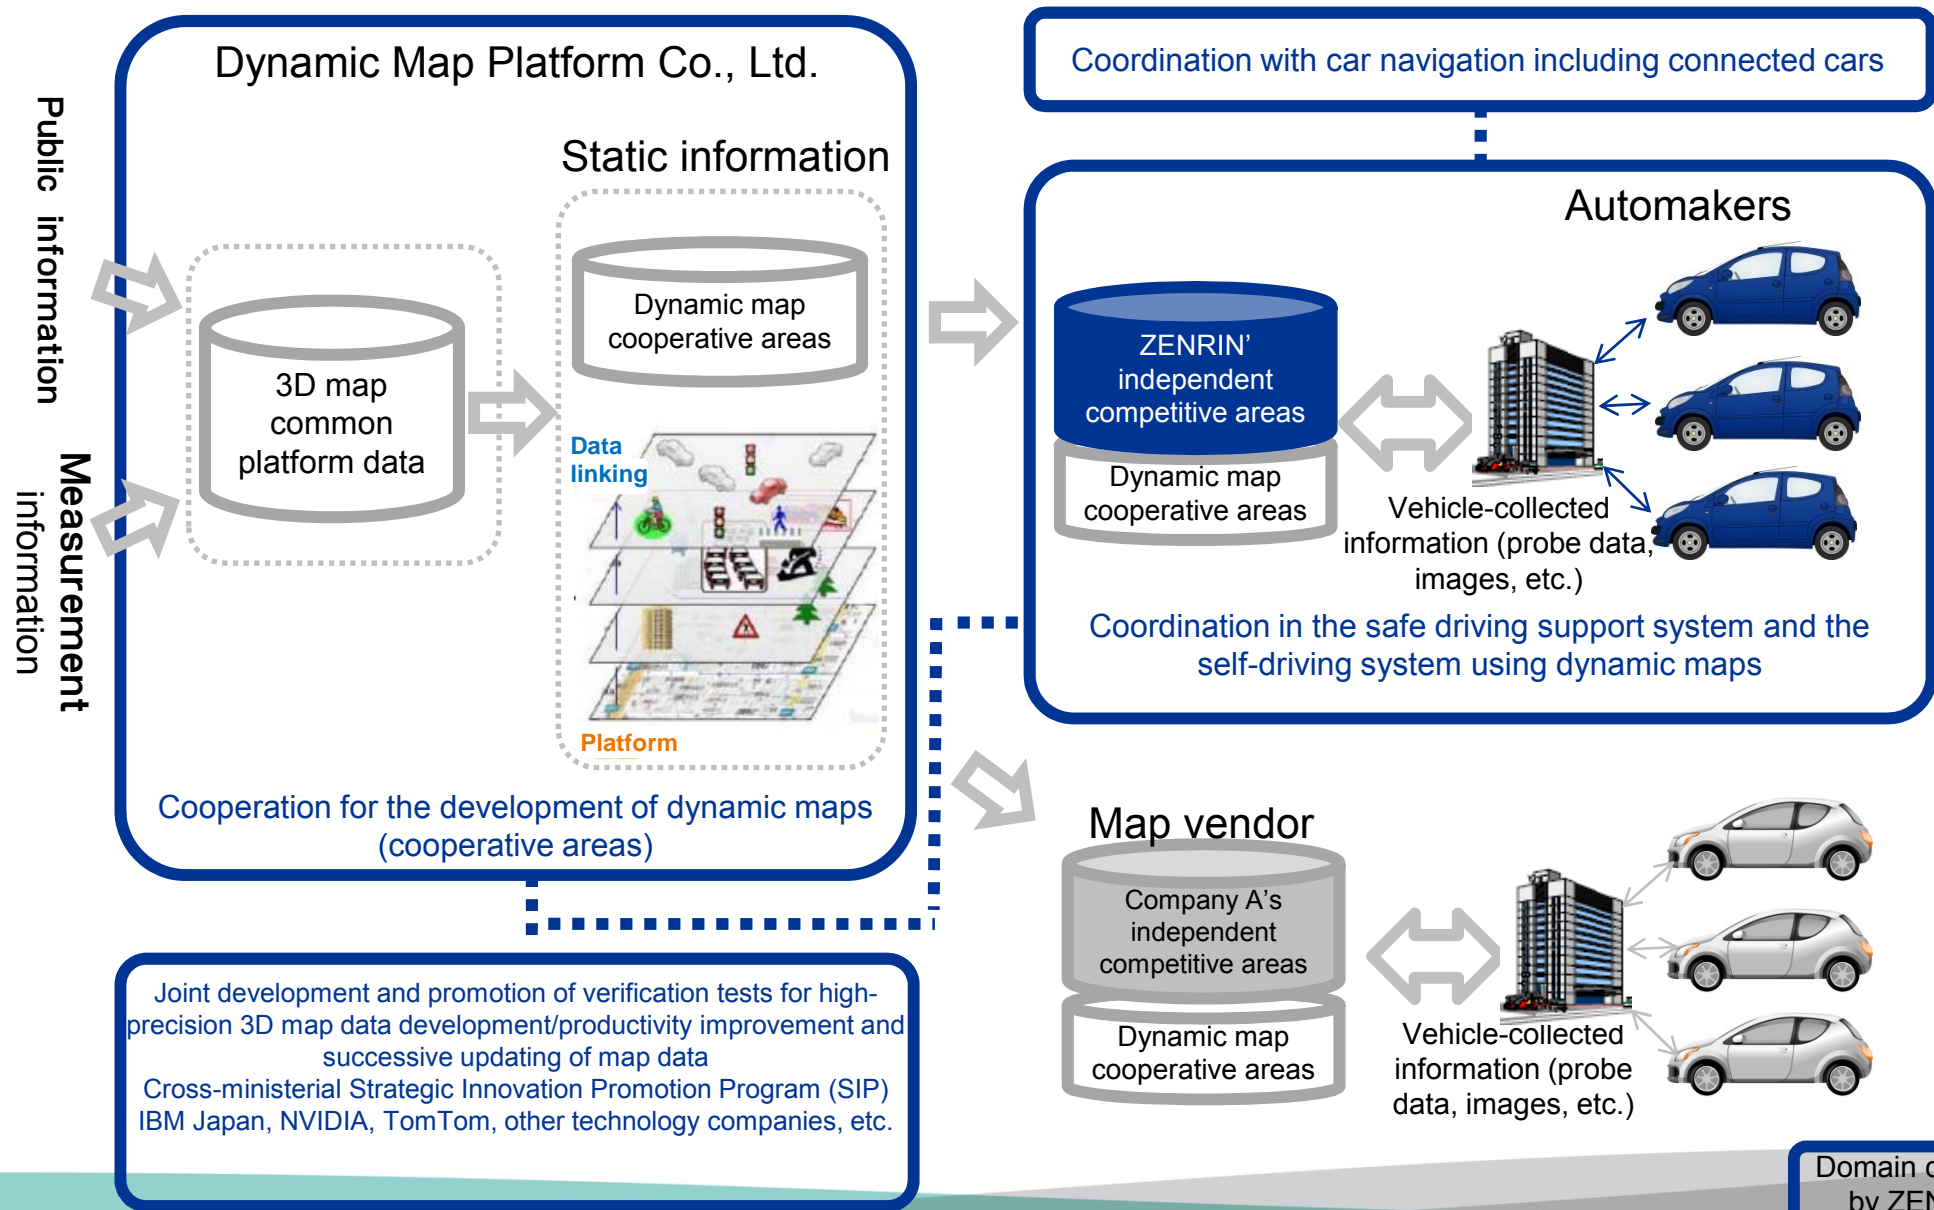 Dynamic Map Platform Co., Ltd.
Public information
Measurement
information
3D map
common
platform data
Static information
Dynamic map
cooperative areas
Data
linking
Platform
Cooperation for the development of dynamic maps
(cooperative areas)
Joint development and promotion of verification tests for high-
precision 3D map data development/productivity improvement and
successive updating of map data
Cross-ministerial Strategic Innovation Promotion Program (SIP)
IBM Japan, NVIDIA, TomTom, other technology companies, etc.
Coordination with car navigation including connected cars
Automakers
ZENRIN'
independent
competitive areas
Dynamic map
cooperative areas
Vehicle-collected
information (probe data,
images, etc.)
Coordination in the safe driving support system and the
self-driving system using dynamic maps
Map vendor
Company A's
independent
competitive areas
Dynamic map
cooperative areas
Vehicle-collected
information (probe
data, images, etc.)
Domain
by